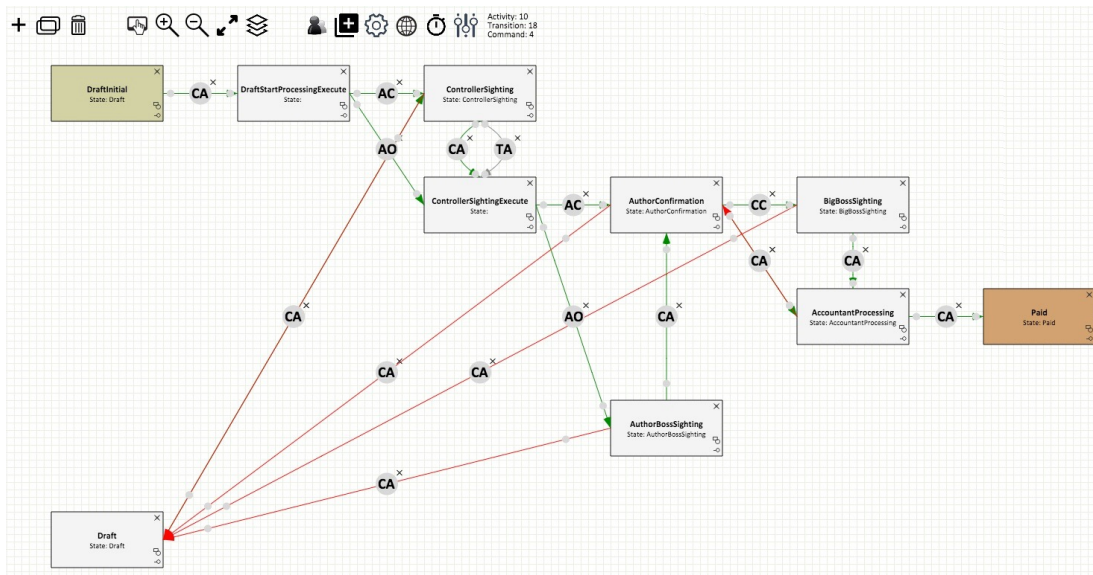 Activity: 10
Transition: 18
Command: 4
DraftInitial
State: Draft
CA
DraftStartProcessingExecute
State:
AC
ControllerSighting
State: ControllerSighting
AO
CA
TA
ControllerSightingExecute
State:
AC
AuthorConfirmation
State: AuthorConfirmation
CC
BigBossSighting
State: BigBossSighting
CA
CA
AccountantProcessing
State: AccountantProcessing
CA
Paid
State: Paid
CA
AO
CA
CA
CA
AuthorBossSighting
State: AuthorBossSighting
CA
Draft
State: Draft